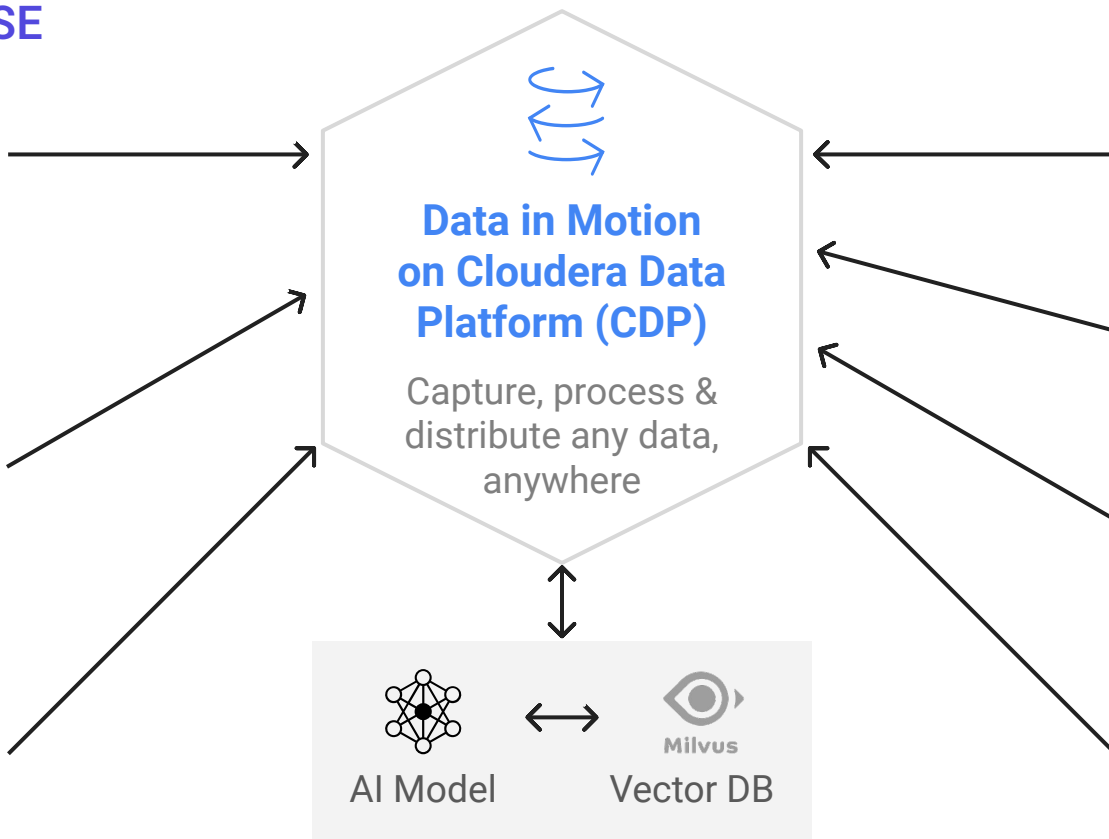 SE
Data in Motion
on Cloudera Data
Platform (CDP)
Capture, process &
distribute any data,
anywhere
Milvus
AI Model
Vector DB